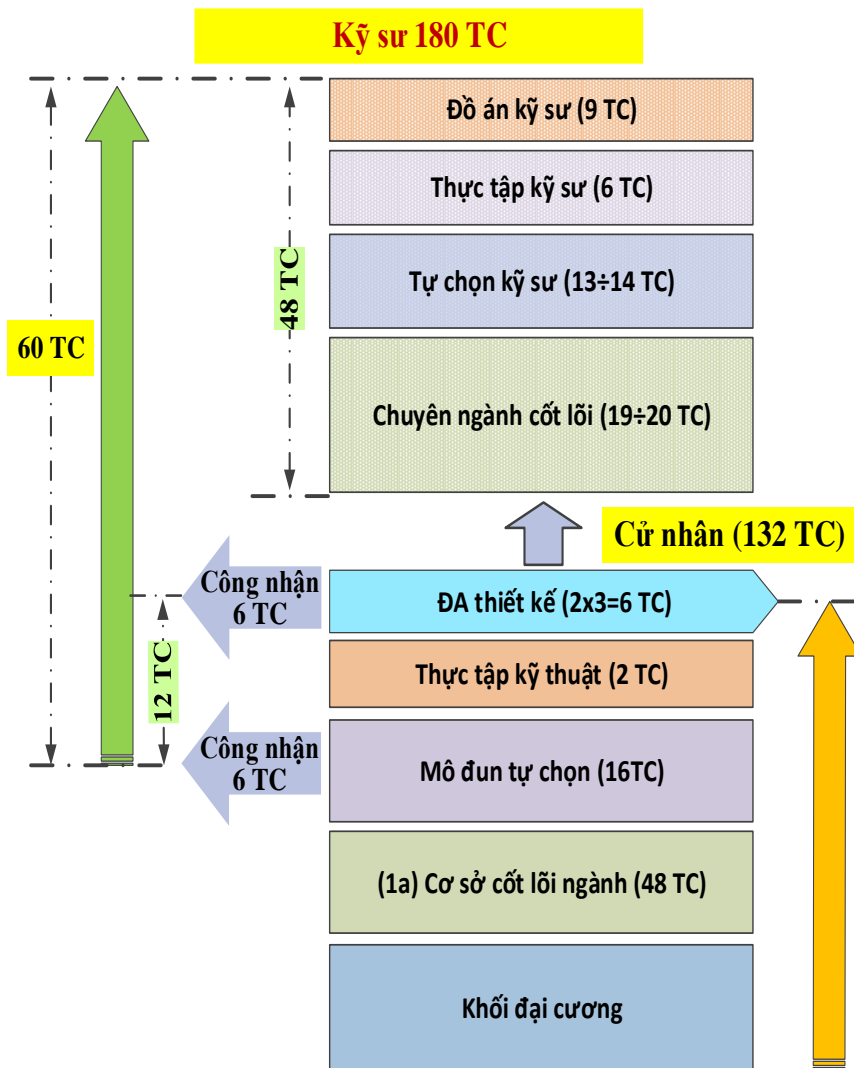 Kỹ sư 180 TC
Đồ án kỹ sư (9 TC)
Thực tập kỹ sư (6 TC)
Tự chọn kỹ sư (13÷14 TC)
48 TC
60 TC
Chuyên ngành cốt lõi (19÷20 TC)
Cử nhân (132 TC)
Công nhận
6 TC
ĐA thiết kế (2x3=6 TC)
12 TC
Thực tập kỹ thuật (2 TC)
Công nhận
6 TC
Mô đun tự chọn (16TC)
(1a) Cơ sở cốt lõi ngành (48 TC)
Khối đại cương